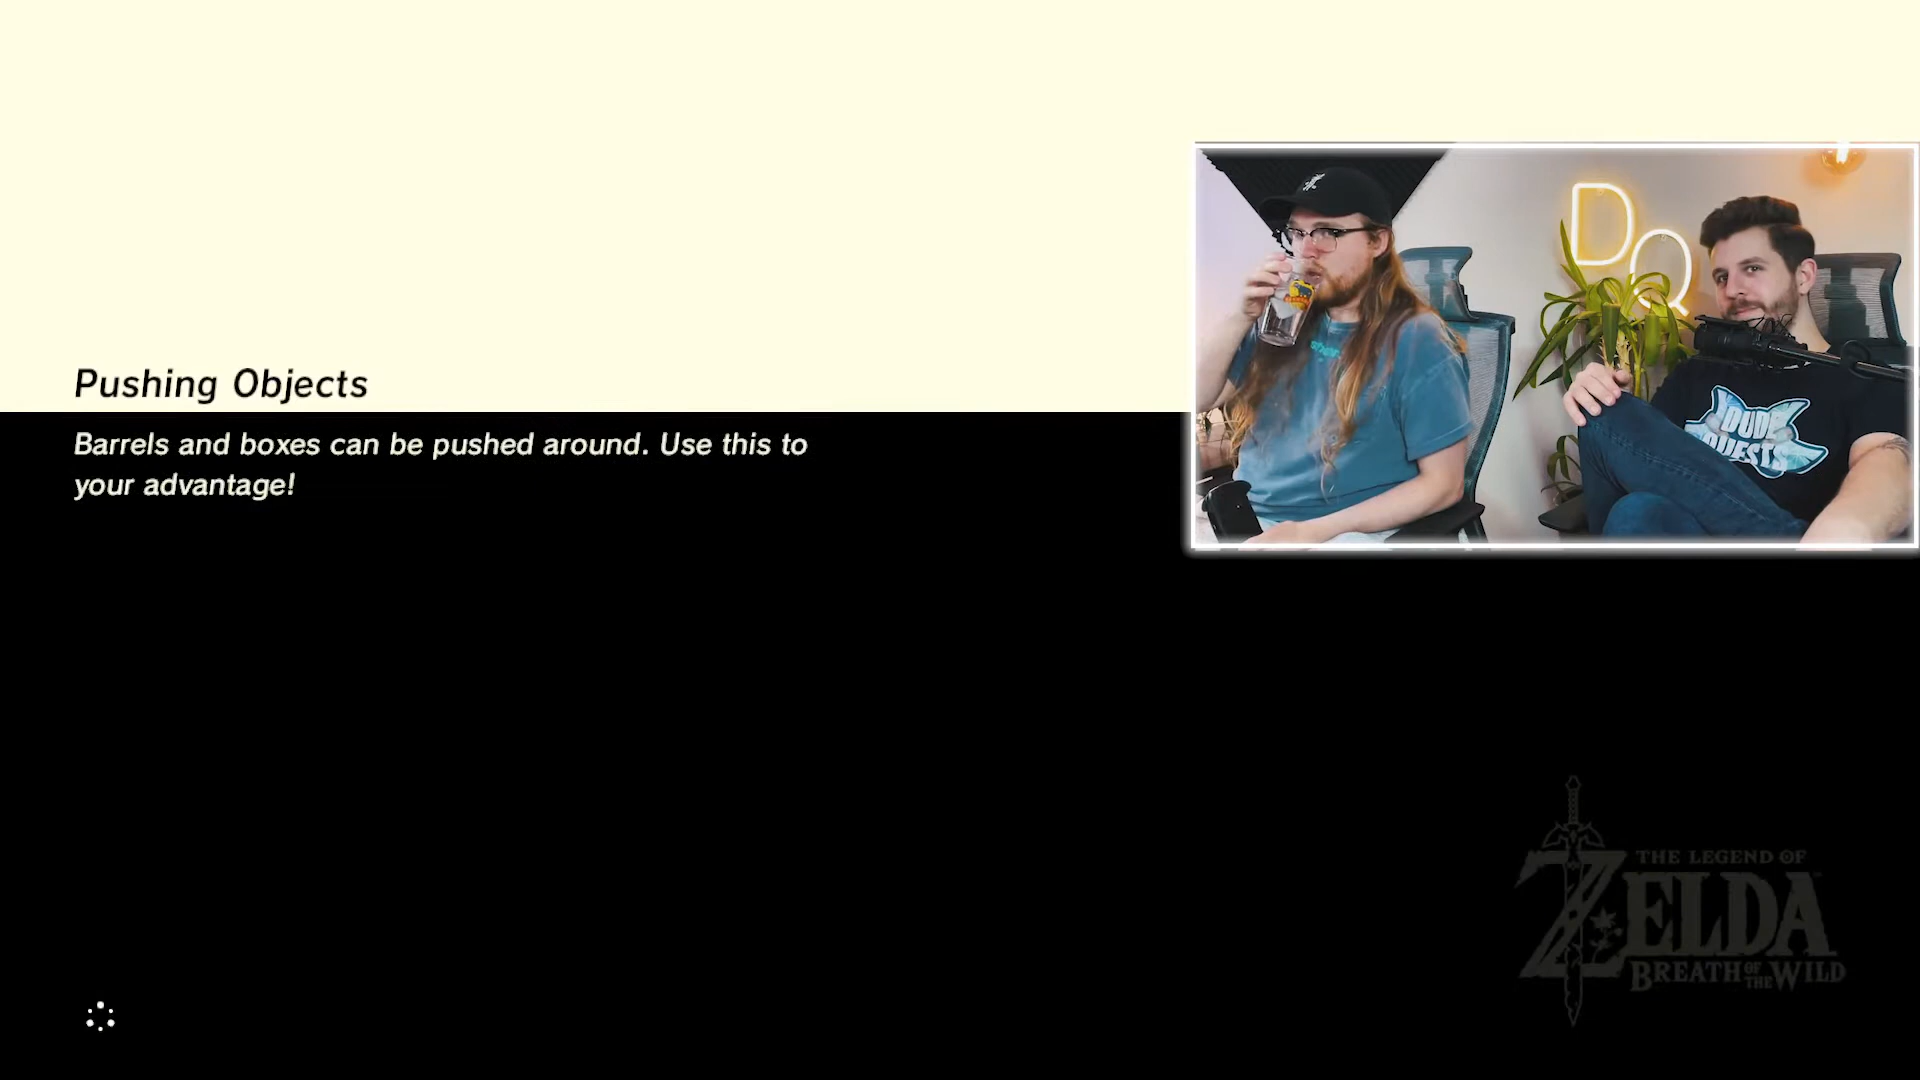 Pushing Objects
Barrels and boxes can be pushed around. Use this to
your advantage!
DQ
DUDE
QUESTS
THE LEGEND OF
ZELDA
BREATH OF THE WILD